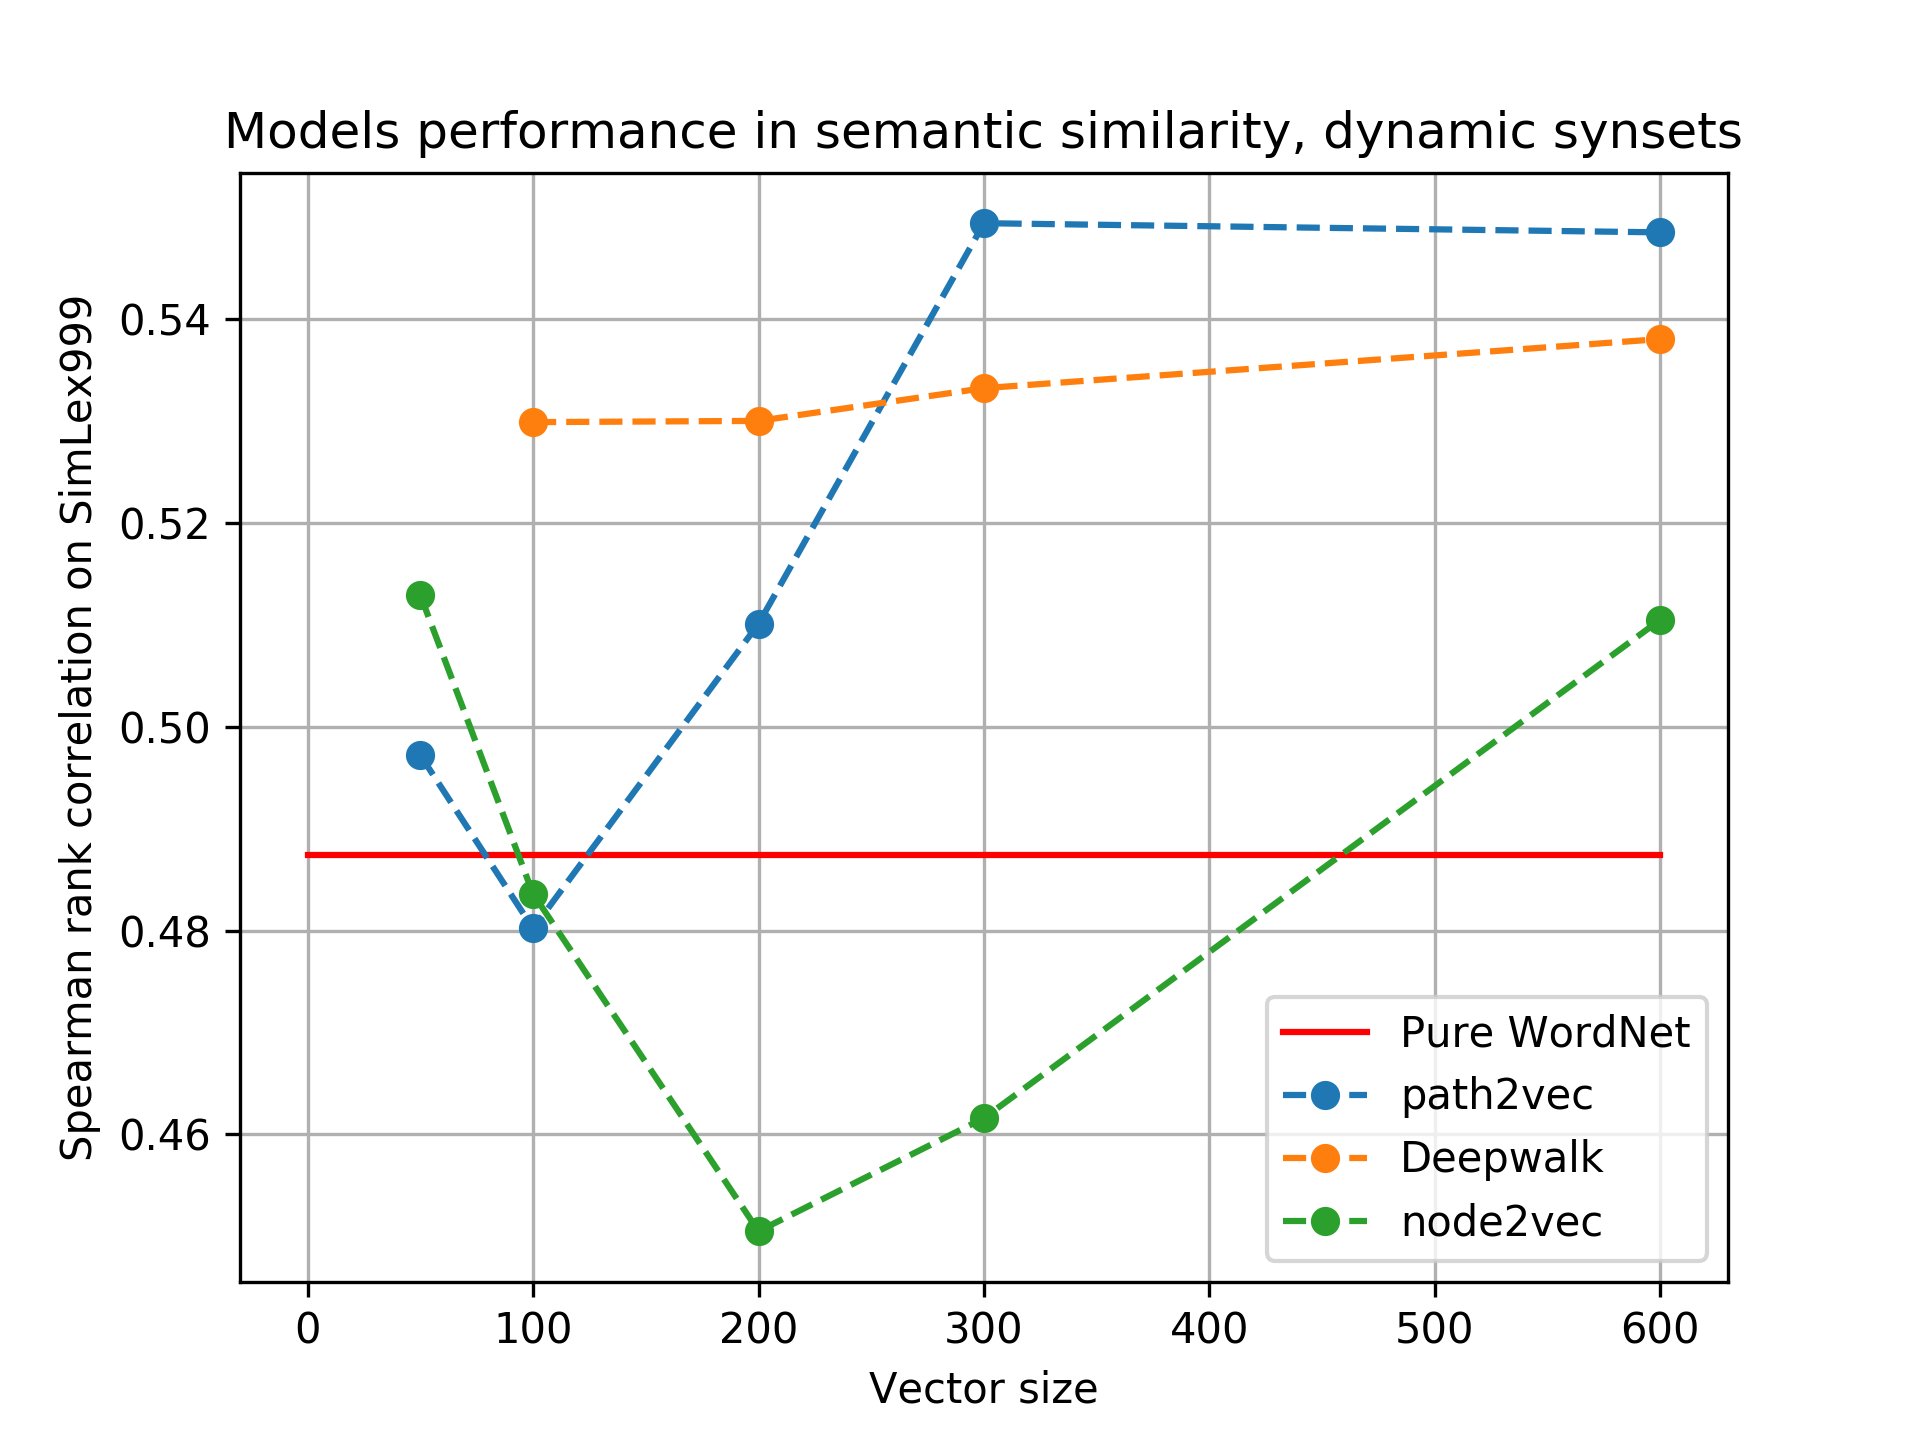 Models performance in semantic similarity, dynamic synsets
Spearman rank correlation on SimLex999
0.54
0.52
0.50
0.48
0.46
Pure WordNet
path2vec
Deepwalk
node2vec
0 100 200 300 400 500 600
Vector size